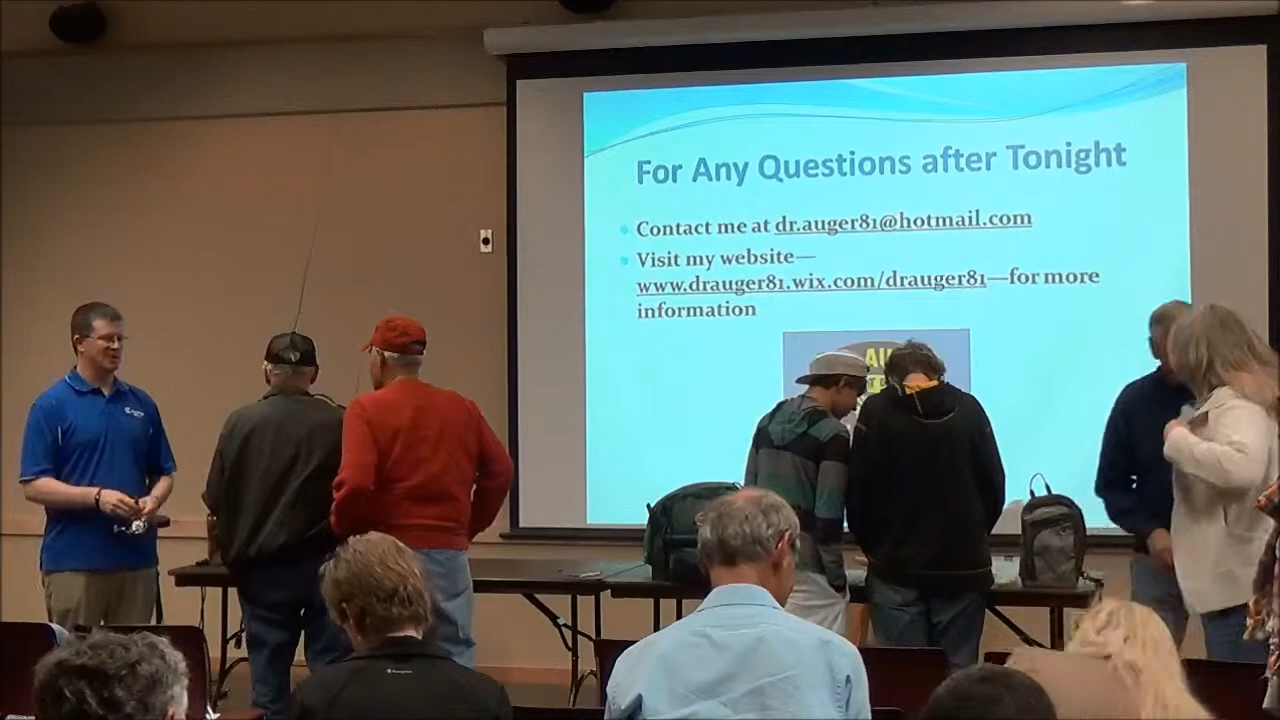 For Any Questions after Tonight
Contact me at dr.auger81@hotmail.com
Visit my website—
www.drauger81.wix.com/drauger81—for more
information